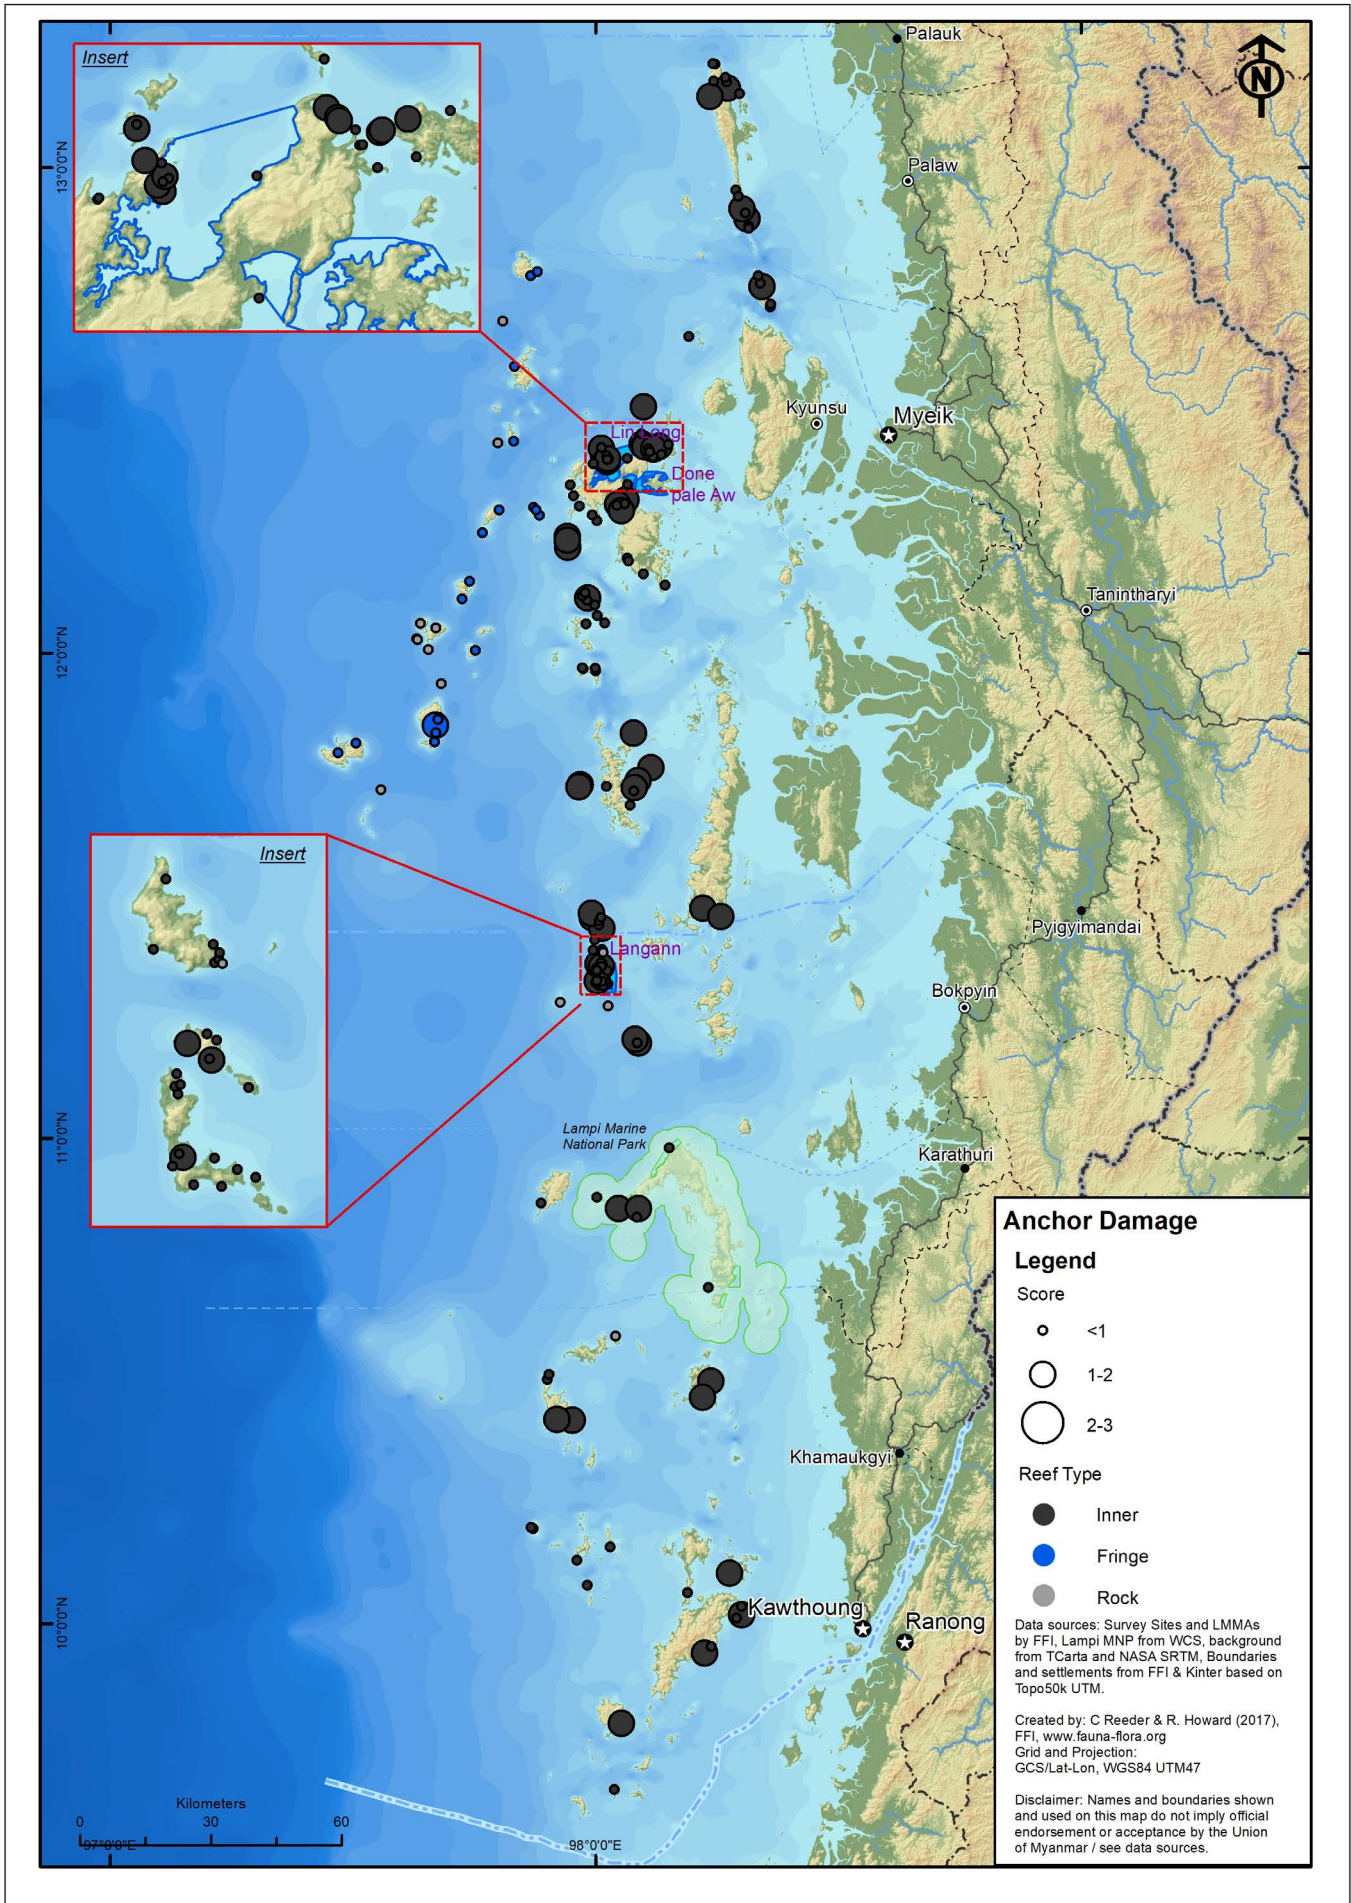 Insert
N
Palauk
13°0'0"N
Palaw
Kyunsu
Myeik
Lin Long
Done
pale Aw
Tanintharyi
12°0'0"N
Insert
Pyigyimandai
Langann
Bokpyin
11°0'0"N
Lampi Marine
National Park
Karathuri
Khamaukgyi
Kawthoung
Ranong
10°0'0"N
Kilometers
0 30 60
97°0'0"E
98°0'0"E
Anchor Damage
Legend
Score
<1
1-2
2-3
Reef Type
Inner
Fringe
Rock
Data sources: Survey Sites and LMMAs
by FFI, Lampi MNP from WCS, background
from TCarta and NASA SRTM, Boundaries
and settlements from FFI & Kinter based on
Topo50k UTM.
Created by: C Reeder & R. Howard (2017),
FFI, www.fauna-flora.org
Grid and Projection:
GCS/Lat-Lon, WGS84 UTM47
Disclaimer: Names and boundaries shown
and used on this map do not imply official
endorsement or acceptance by the Union
of Myanmar / see data sources.